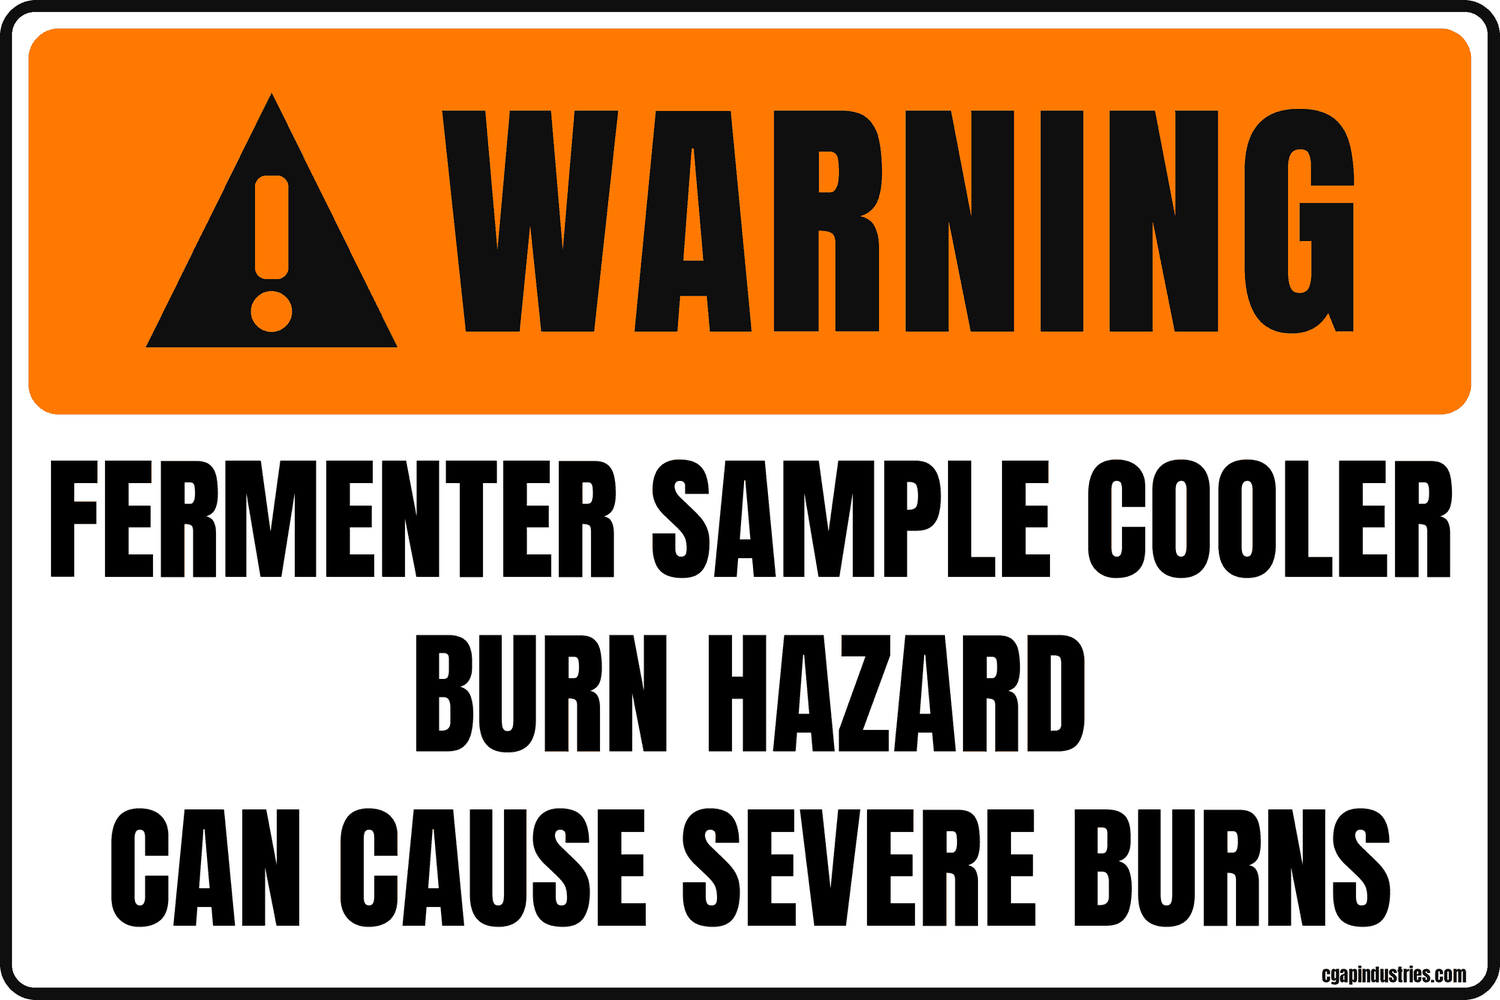 WARNING
FERMENTER SAMPLE COOLER
BURN HAZARD
CAN CAUSE SEVERE BURNS
cgapindustries.com